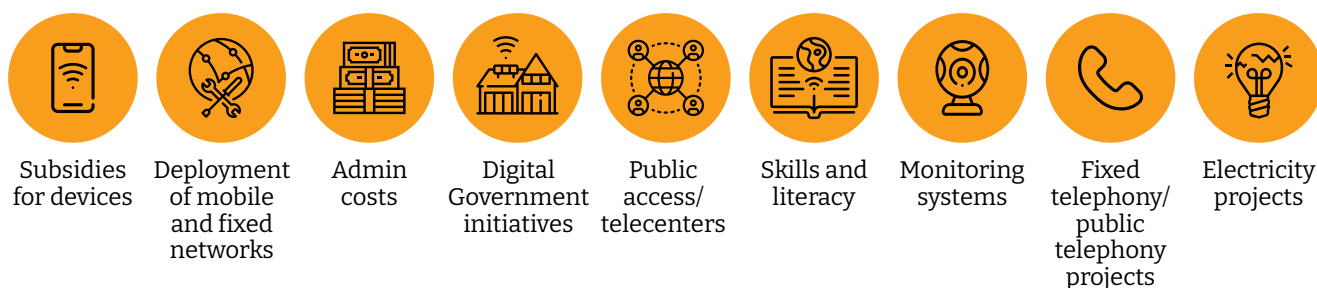 Subsidies
for devices
Deployment
of mobile
and fixed
networks
Admin
costs
Digital
Government
initiatives
Public
access/
telecenters
Skills and
literacy
Monitoring
systems
Fixed
telephony/
public
telephony
projects
Electricity
projects